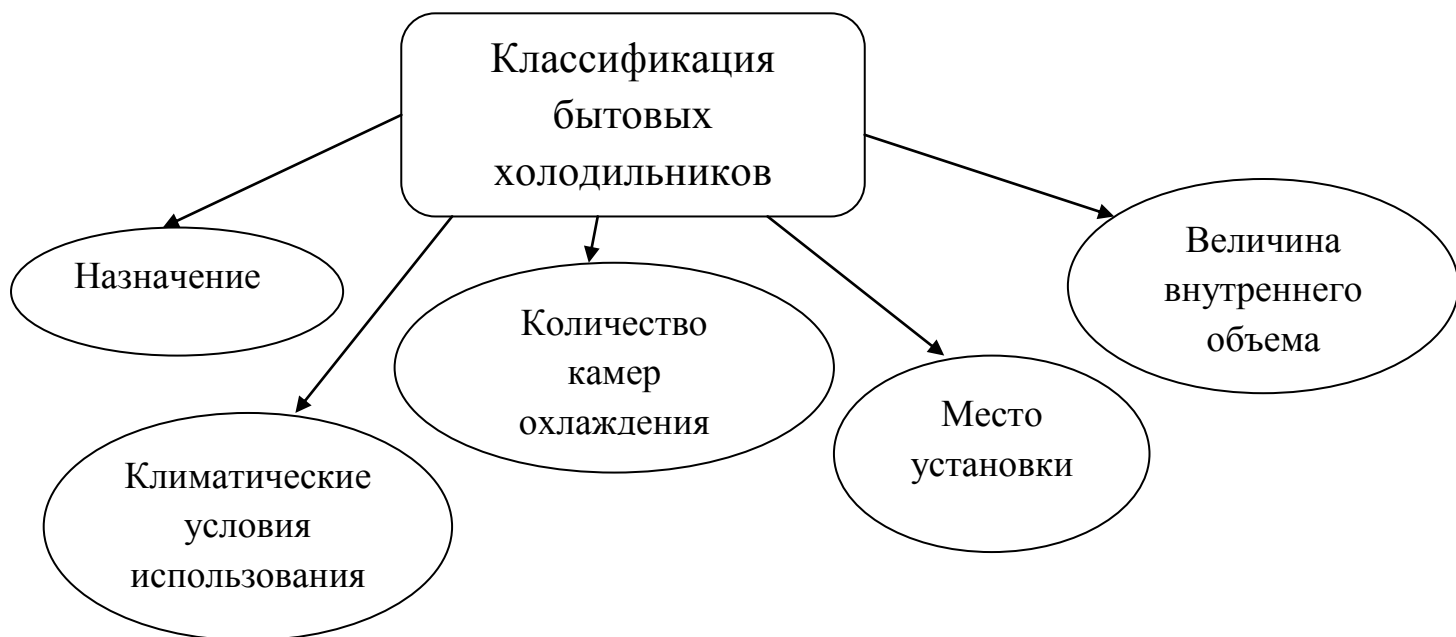 Классификация
бытовых
холодильников
Назначение
Климатические
условия
использования
Количество
камер
охлаждения
Место
установки
Величина
внутреннего
объема